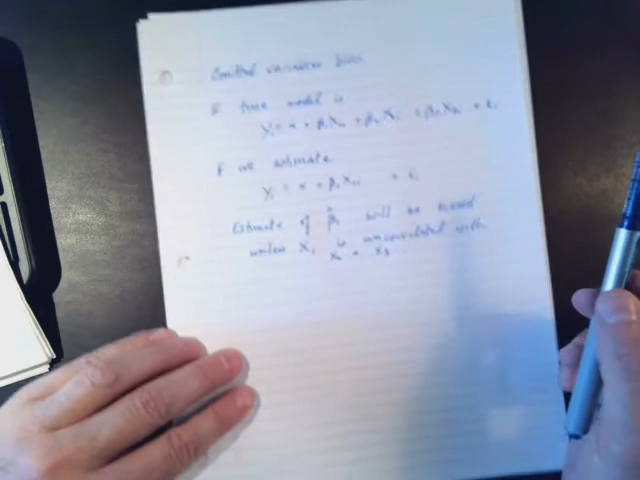 Omitted variables bias
If true model is
Yᵢ = α + β₁X₁ᵢ + β₂X₂ᵢ + β₃X₃ᵢ + εᵢ
If we estimate
Yᵢ = α + β₁X₁ᵢ + εᵢ
Estimate of β̂₁ will be biased
unless X₁ is uncorrelated with
X₂ + X₃